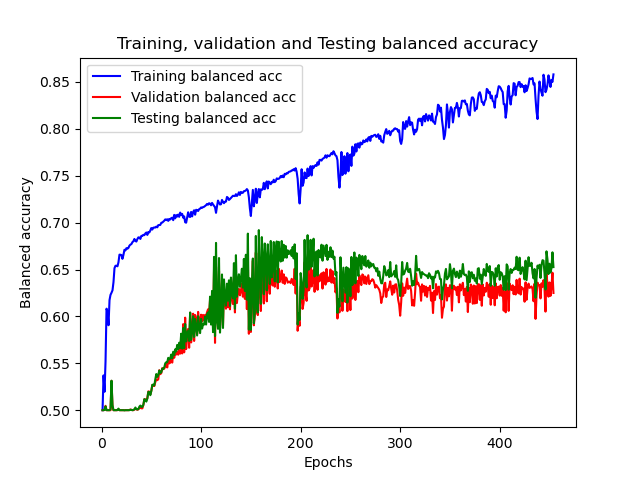 Training, validation and Testing balanced accuracy
Training balanced acc
Validation balanced acc
Testing balanced acc
Balanced accuracy
0.85
0.80
0.75
0.70
0.65
0.60
0.55
0.50
0
100
200
300
400
Epochs